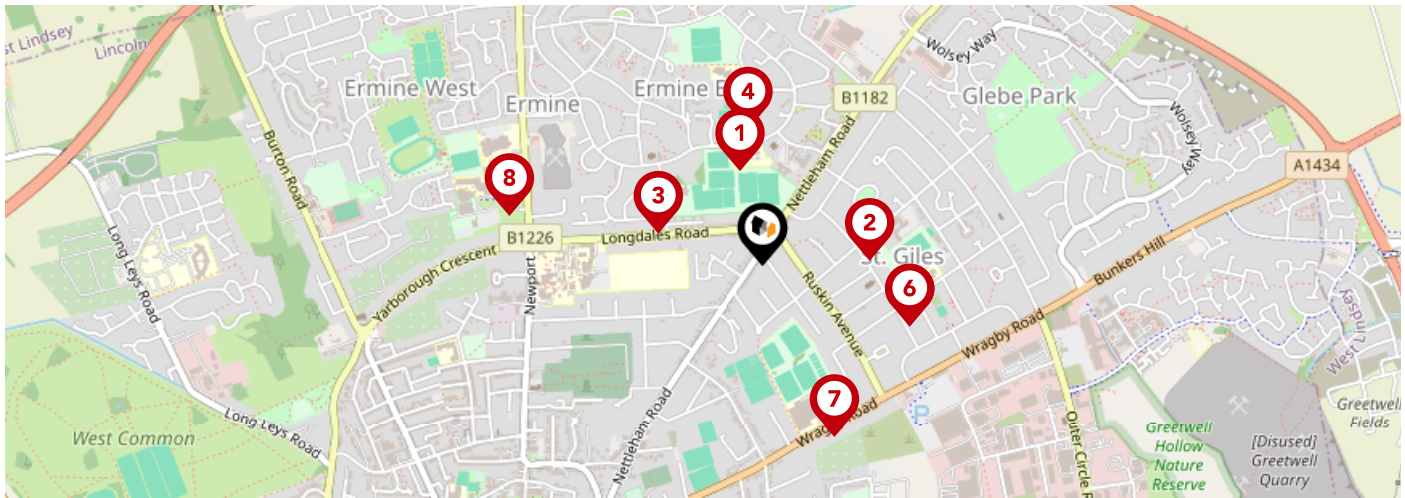 st Lindsey
Lincoln
Wolsey Way
Ermine West
Ermine
Ermine E
4
B1182
Glebe Park
1
Wolsey Way
Burton Road
Nettleham Road
A1434
8
3
2
B1226
Longdales Road
St. Giles
Long Leys Road
Yarborough Crescent
Newport
Ruskin Avenue
6
Bunkers Hill
Wragby Road
West Lindsey
7
Wragby Road
P
Long Leys Road
West Common
Nettleham Road
Outer Circle R
Greetwell
Hollow
Nature
Reserve
[Disused]
Greetwell
Quarry
Greetwell
Fields